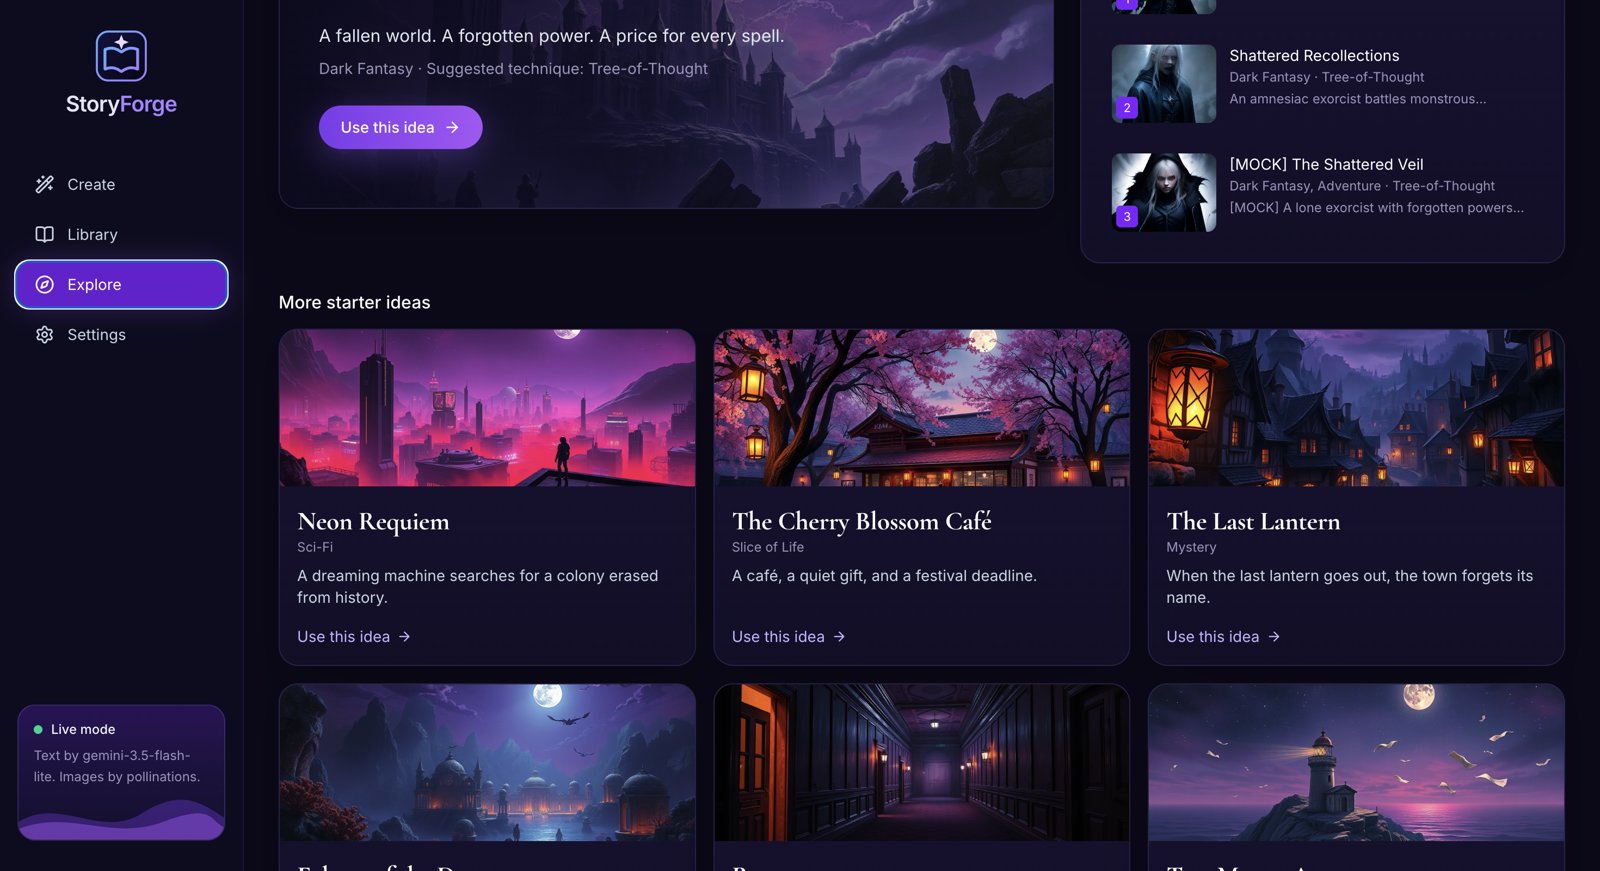 StoryForge
Create
Library
Explore
Settings
Live mode
Text by gemini-3.5-flash-
lite. Images by pollinations.
A fallen world. A forgotten power. A price for every spell.
Dark Fantasy · Suggested technique: Tree-of-Thought
Use this idea →
1
2
Shattered Recollections
Dark Fantasy · Tree-of-Thought
An amnesiac exorcist battles monstrous...
3
[MOCK] The Shattered Veil
Dark Fantasy, Adventure · Tree-of-Thought
[MOCK] A lone exorcist with forgotten powers...
More starter ideas
Neon Requiem
Sci-Fi
A dreaming machine searches for a colony erased
from history.
Use this idea →
The Cherry Blossom Café
Slice of Life
A café, a quiet gift, and a festival deadline.
Use this idea →
The Last Lantern
Mystery
When the last lantern goes out, the town forgets its
name.
Use this idea →